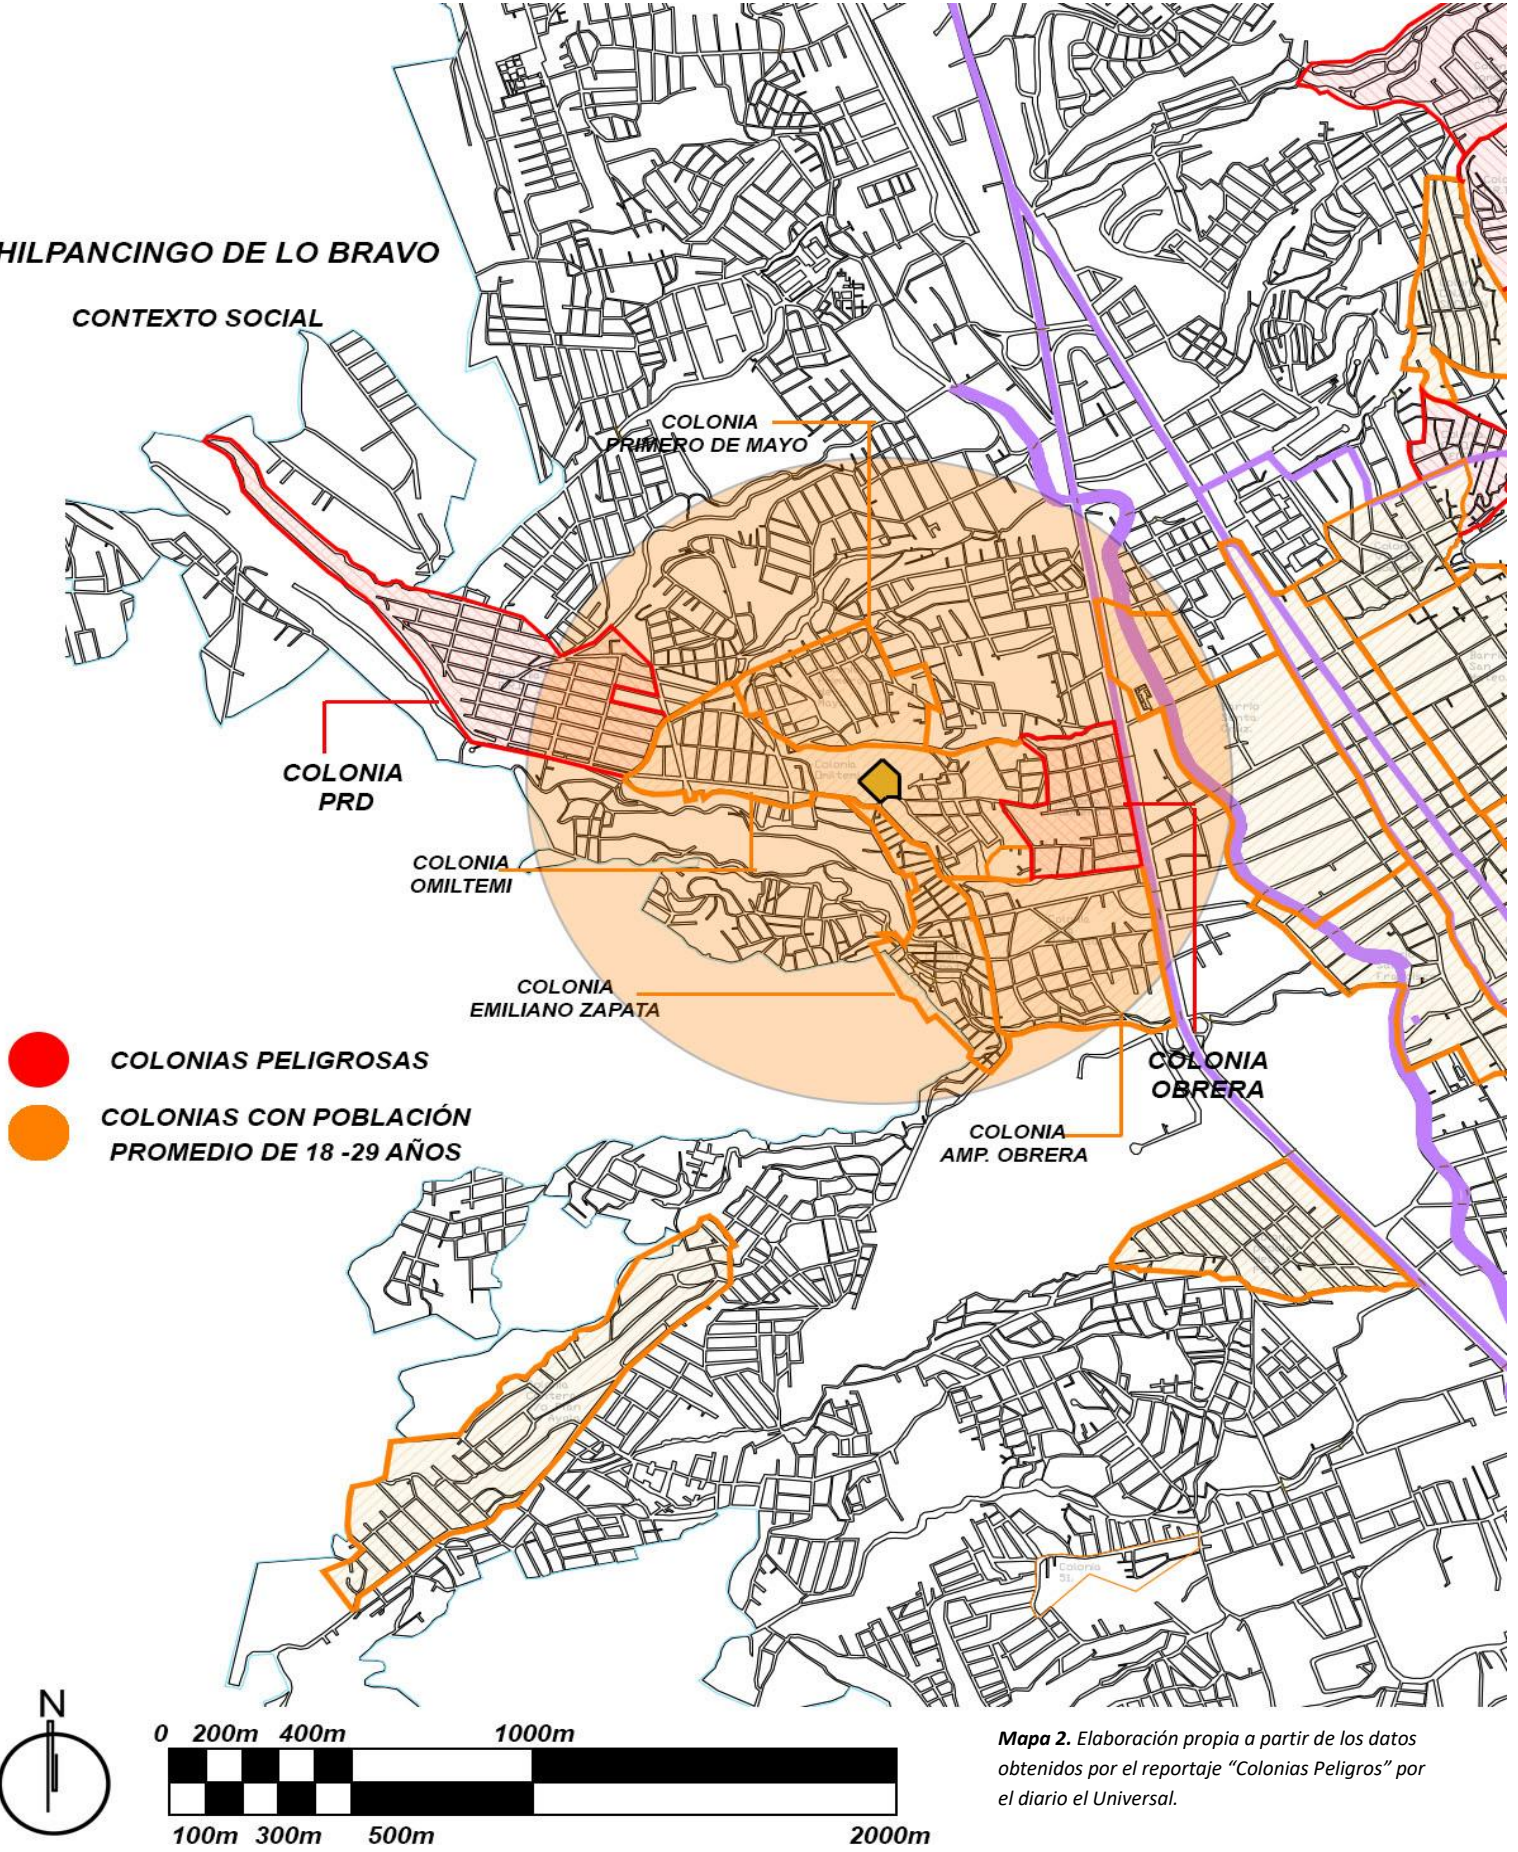 HILPANCINGO DE LO BRAVO
CONTEXTO SOCIAL
COLONIA
PRIMERO DE MAYO
COLONIA
PRD
COLONIA
OMILTEMI
COLONIA
EMILIANO ZAPATA
COLONIAS PELIGROSAS
COLONIAS CON POBLACIÓN
PROMEDIO DE 18 -29 AÑOS
COLONIA
OBRERA
COLONIA
AMP. OBRERA
Colonia
N
0 200m 400m 1000m
100m 300m 500m 2000m
Mapa 2. Elaboración propia a partir de los datos
obtenidos por el reportaje “Colonias Peligros” por
el diario el Universal.